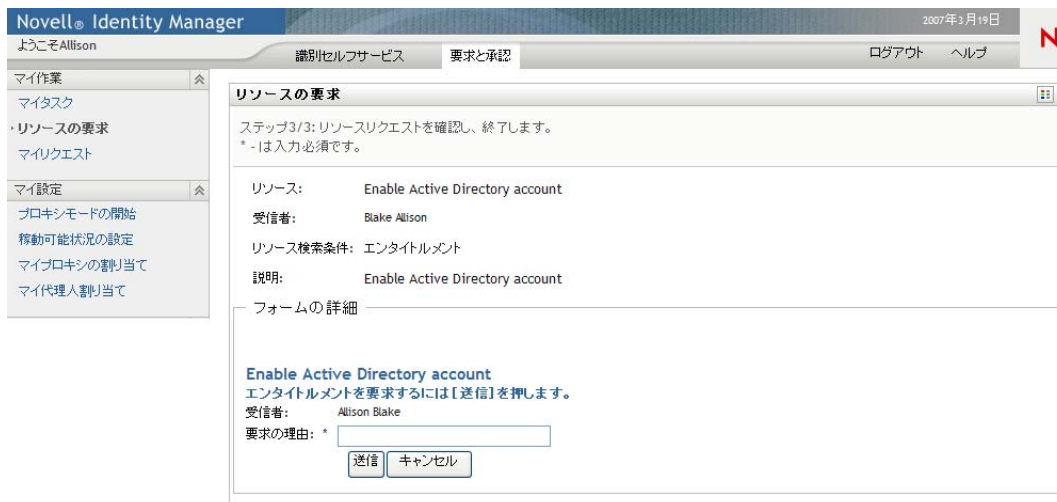 Novell® Identity Manager
2007年3月19日
ようこそAllison
識別セルフサービス
要求と承認
ログアウト
ヘルプ
N
マイ作業
マイタスク
リソースの要求
マイリクエスト
マイ設定
プロキシモードの開始
稼動可能状況の設定
マイプロキシの割り当て
マイ代理人割り当て
リソースの要求
ステップ3/3: リソースリクエストを確認し、終了します。
* - は入力必須です。
リソース: Enable Active Directory account
受信者: Blake Allison
リソース検索条件: エンタイトルメント
説明: Enable Active Directory account
フォームの詳細
Enable Active Directory account
エンタイトルメントを要求するには[送信]を押します。
受信者: Allison Blake
要求の理由: *
送信 キャンセル